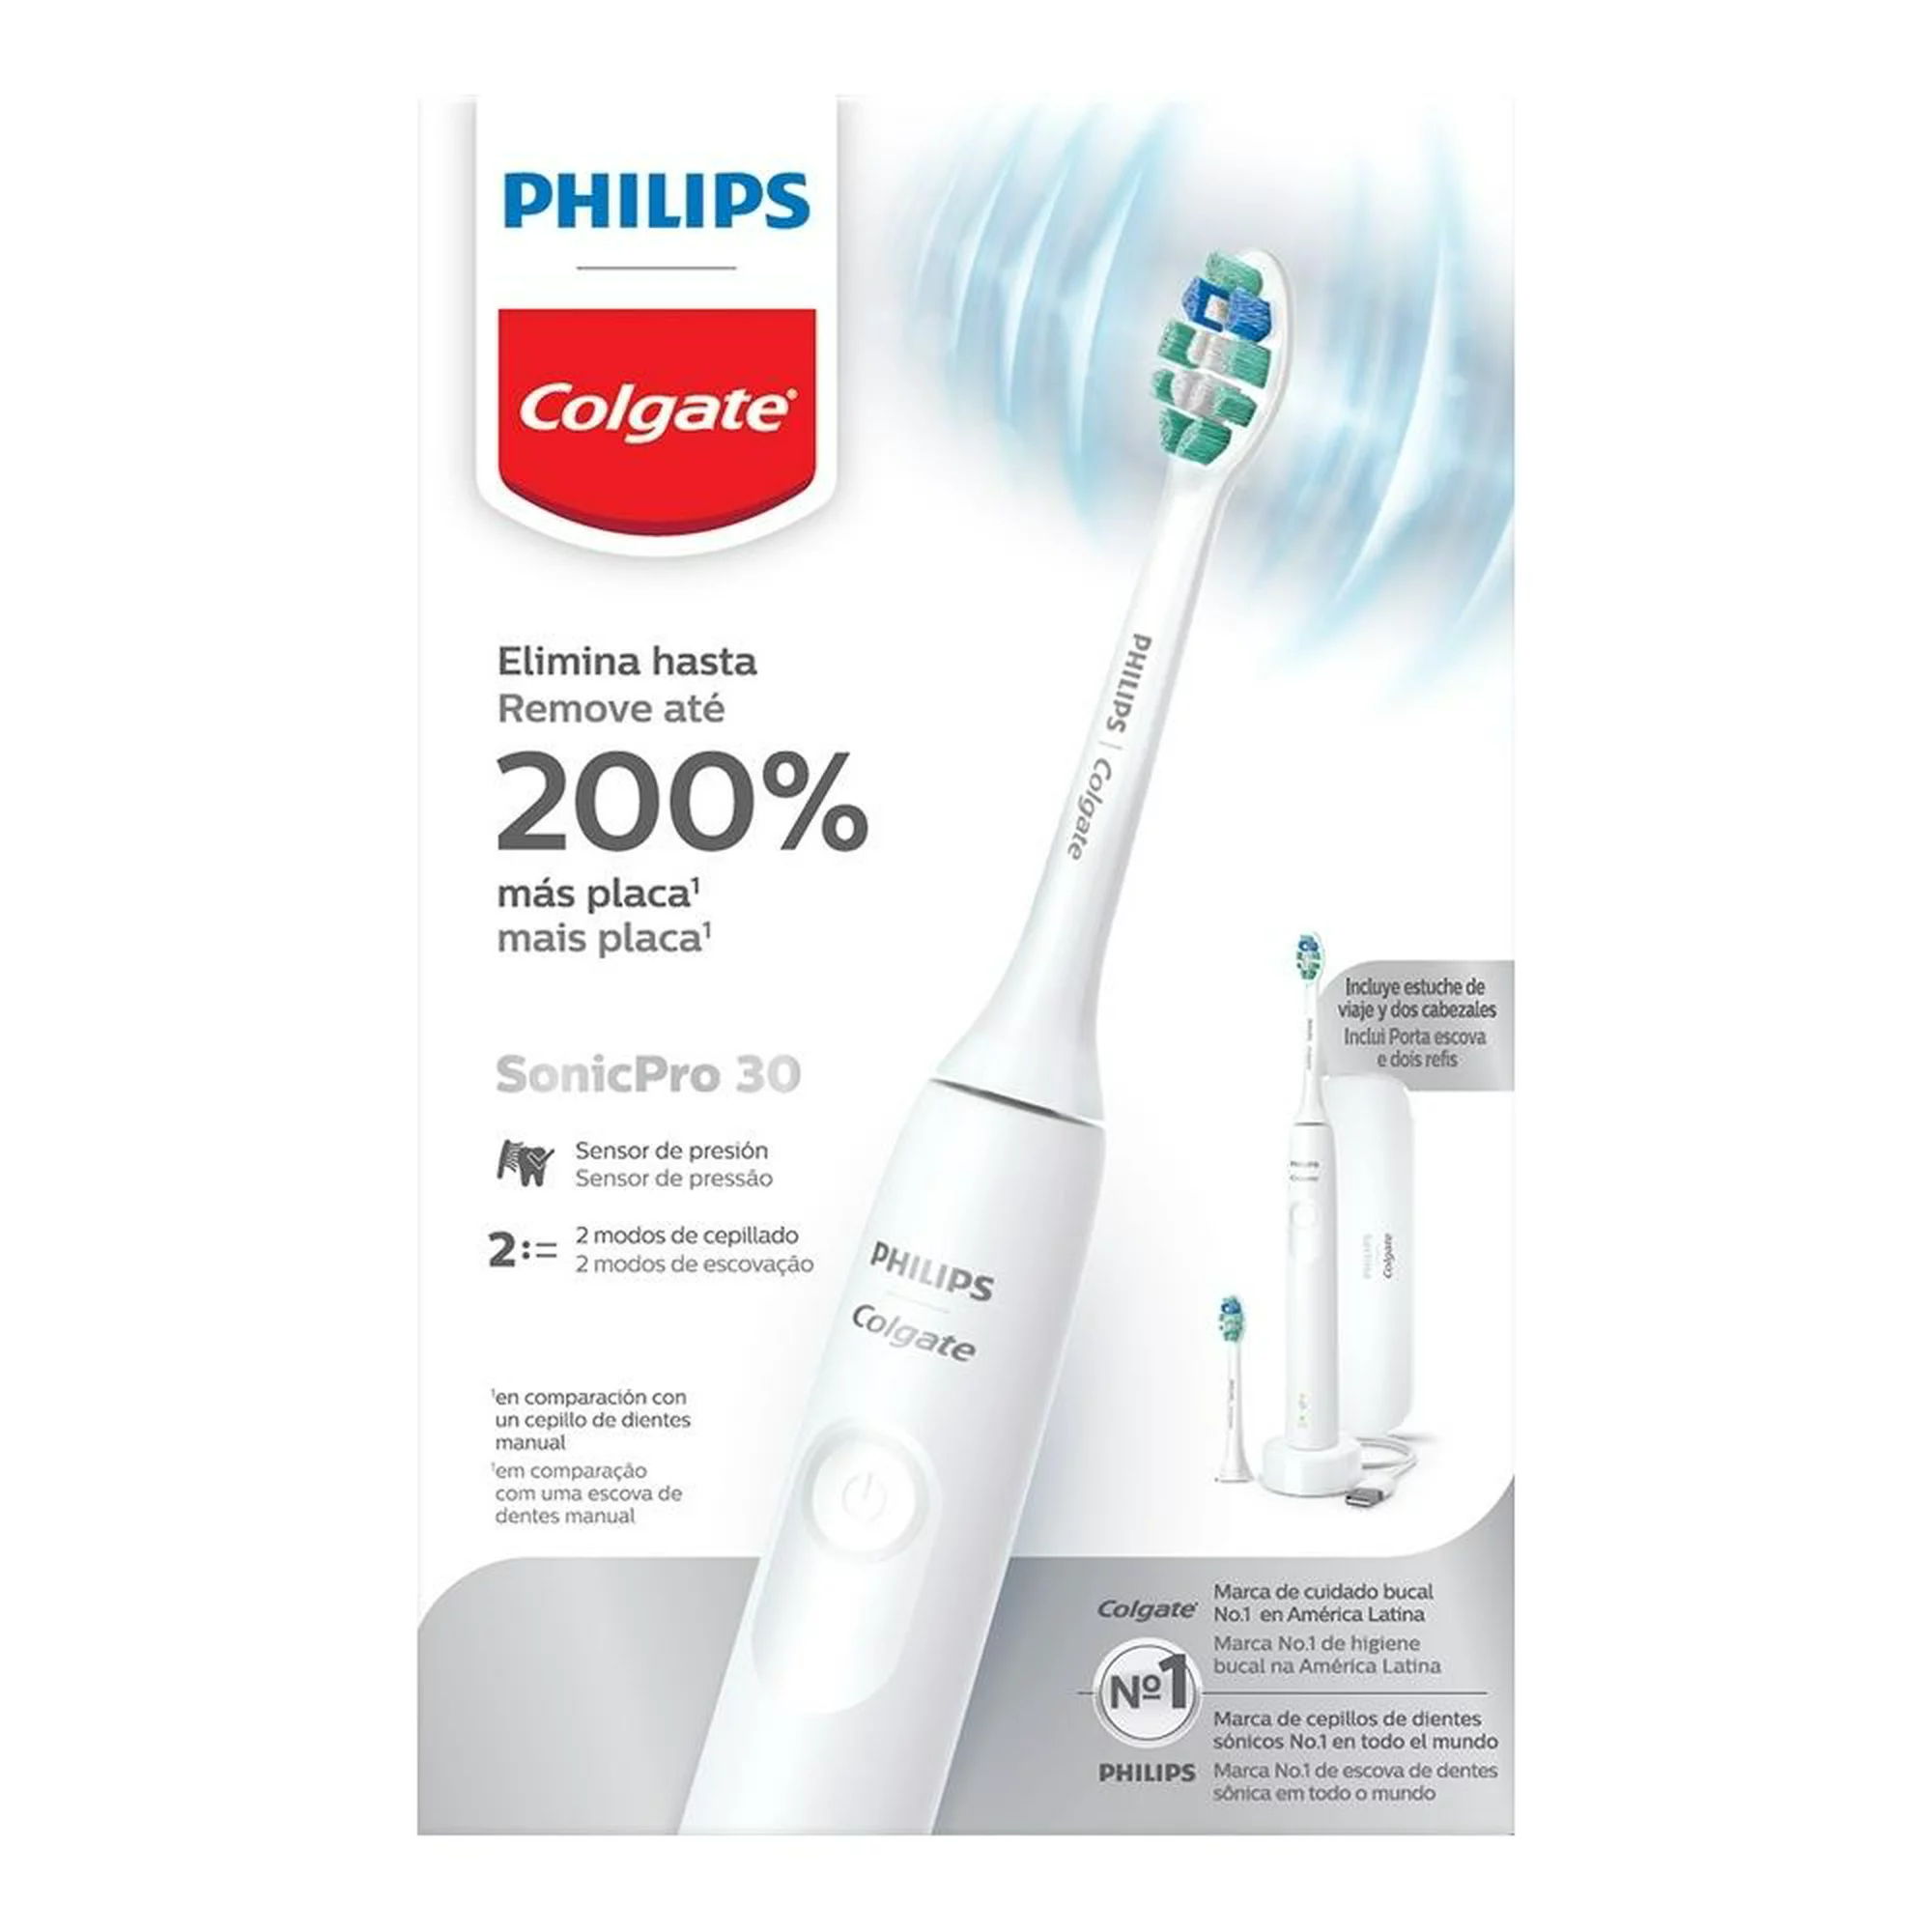 PHILIPS
Colgate®
Elimina hasta
Remove até
200%
más placa¹
mais placa¹
SonicPro 30
Sensor de presión
Sensor de pressão
2:=
2 modos de cepillado
2 modos de escovação
¹en comparación con
un cepillo de dientes
manual
¹em comparação
com uma escova de
dentes manual
PHILIPS | Colgate
PHILIPS
Colgate
Incluye estuche de
viaje y dos cabezales
Inclui Porta escova
e dois refis
PHILIPS
Colgate
PHILIPS
Colgate
Colgate
Marca de cuidado bucal
No.1 en América Latina
Marca No.1 de higiene
bucal na América Latina
Nº1
PHILIPS
Marca de cepillos de dientes
sónicos No.1 en todo el mundo
Marca No.1 de escova de dentes
sônica em todo o mundo